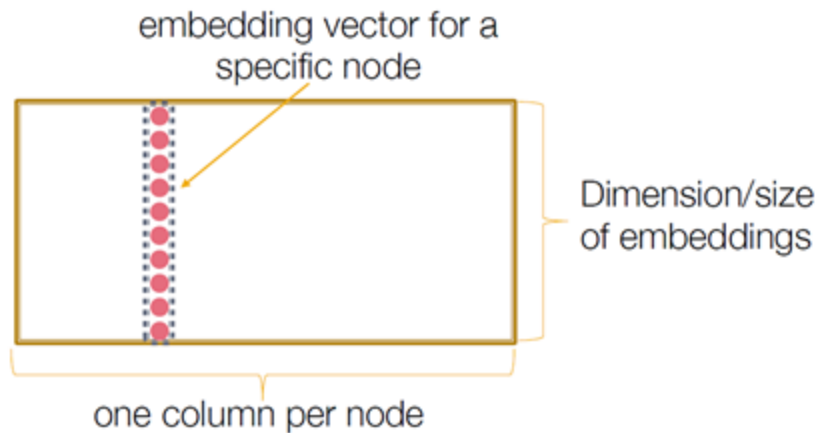 embedding vector for a
specific node
Dimension/size
of embeddings
one column per node